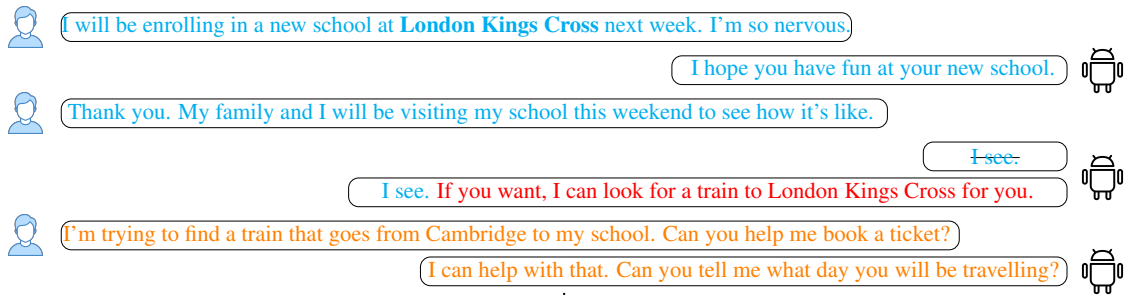 I will be enrolling in a new school at London Kings Cross next week. I'm so nervous.
I hope you have fun at your new school.
Thank you. My family and I will be visiting my school this weekend to see how it's like.
I see.
I see. If you want, I can look for a train to London Kings Cross for you.
I'm trying to find a train that goes from Cambridge to my school. Can you help me book a ticket?
I can help with that. Can you tell me what day you will be travelling?